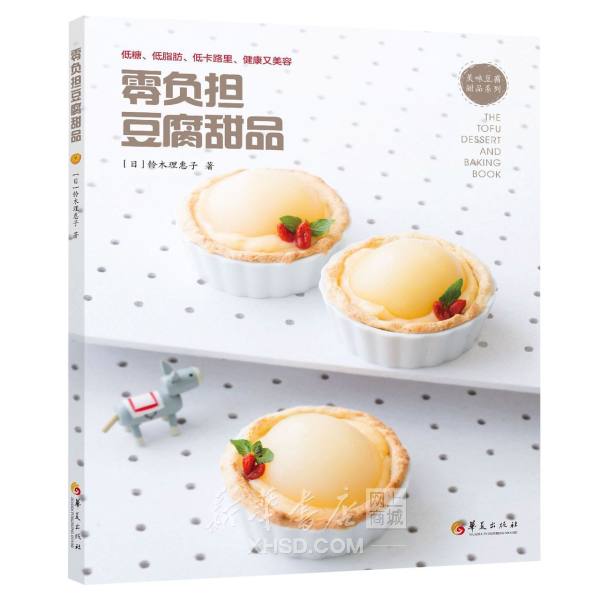 低糖、低脂肪、低卡路里、健康又美容
零负担
豆腐甜品
[日]铃木理惠子 著
美味豆腐
甜品系列
THE
TOFU
DESSERT
AND
BAKING
BOOK
零负担豆腐甜品
[日]铃木理惠子 著
华夏出版社
新华书店
网上
商城
XHSD.COM
华夏出版社
HUAXIA PUBLISHING HOUSE